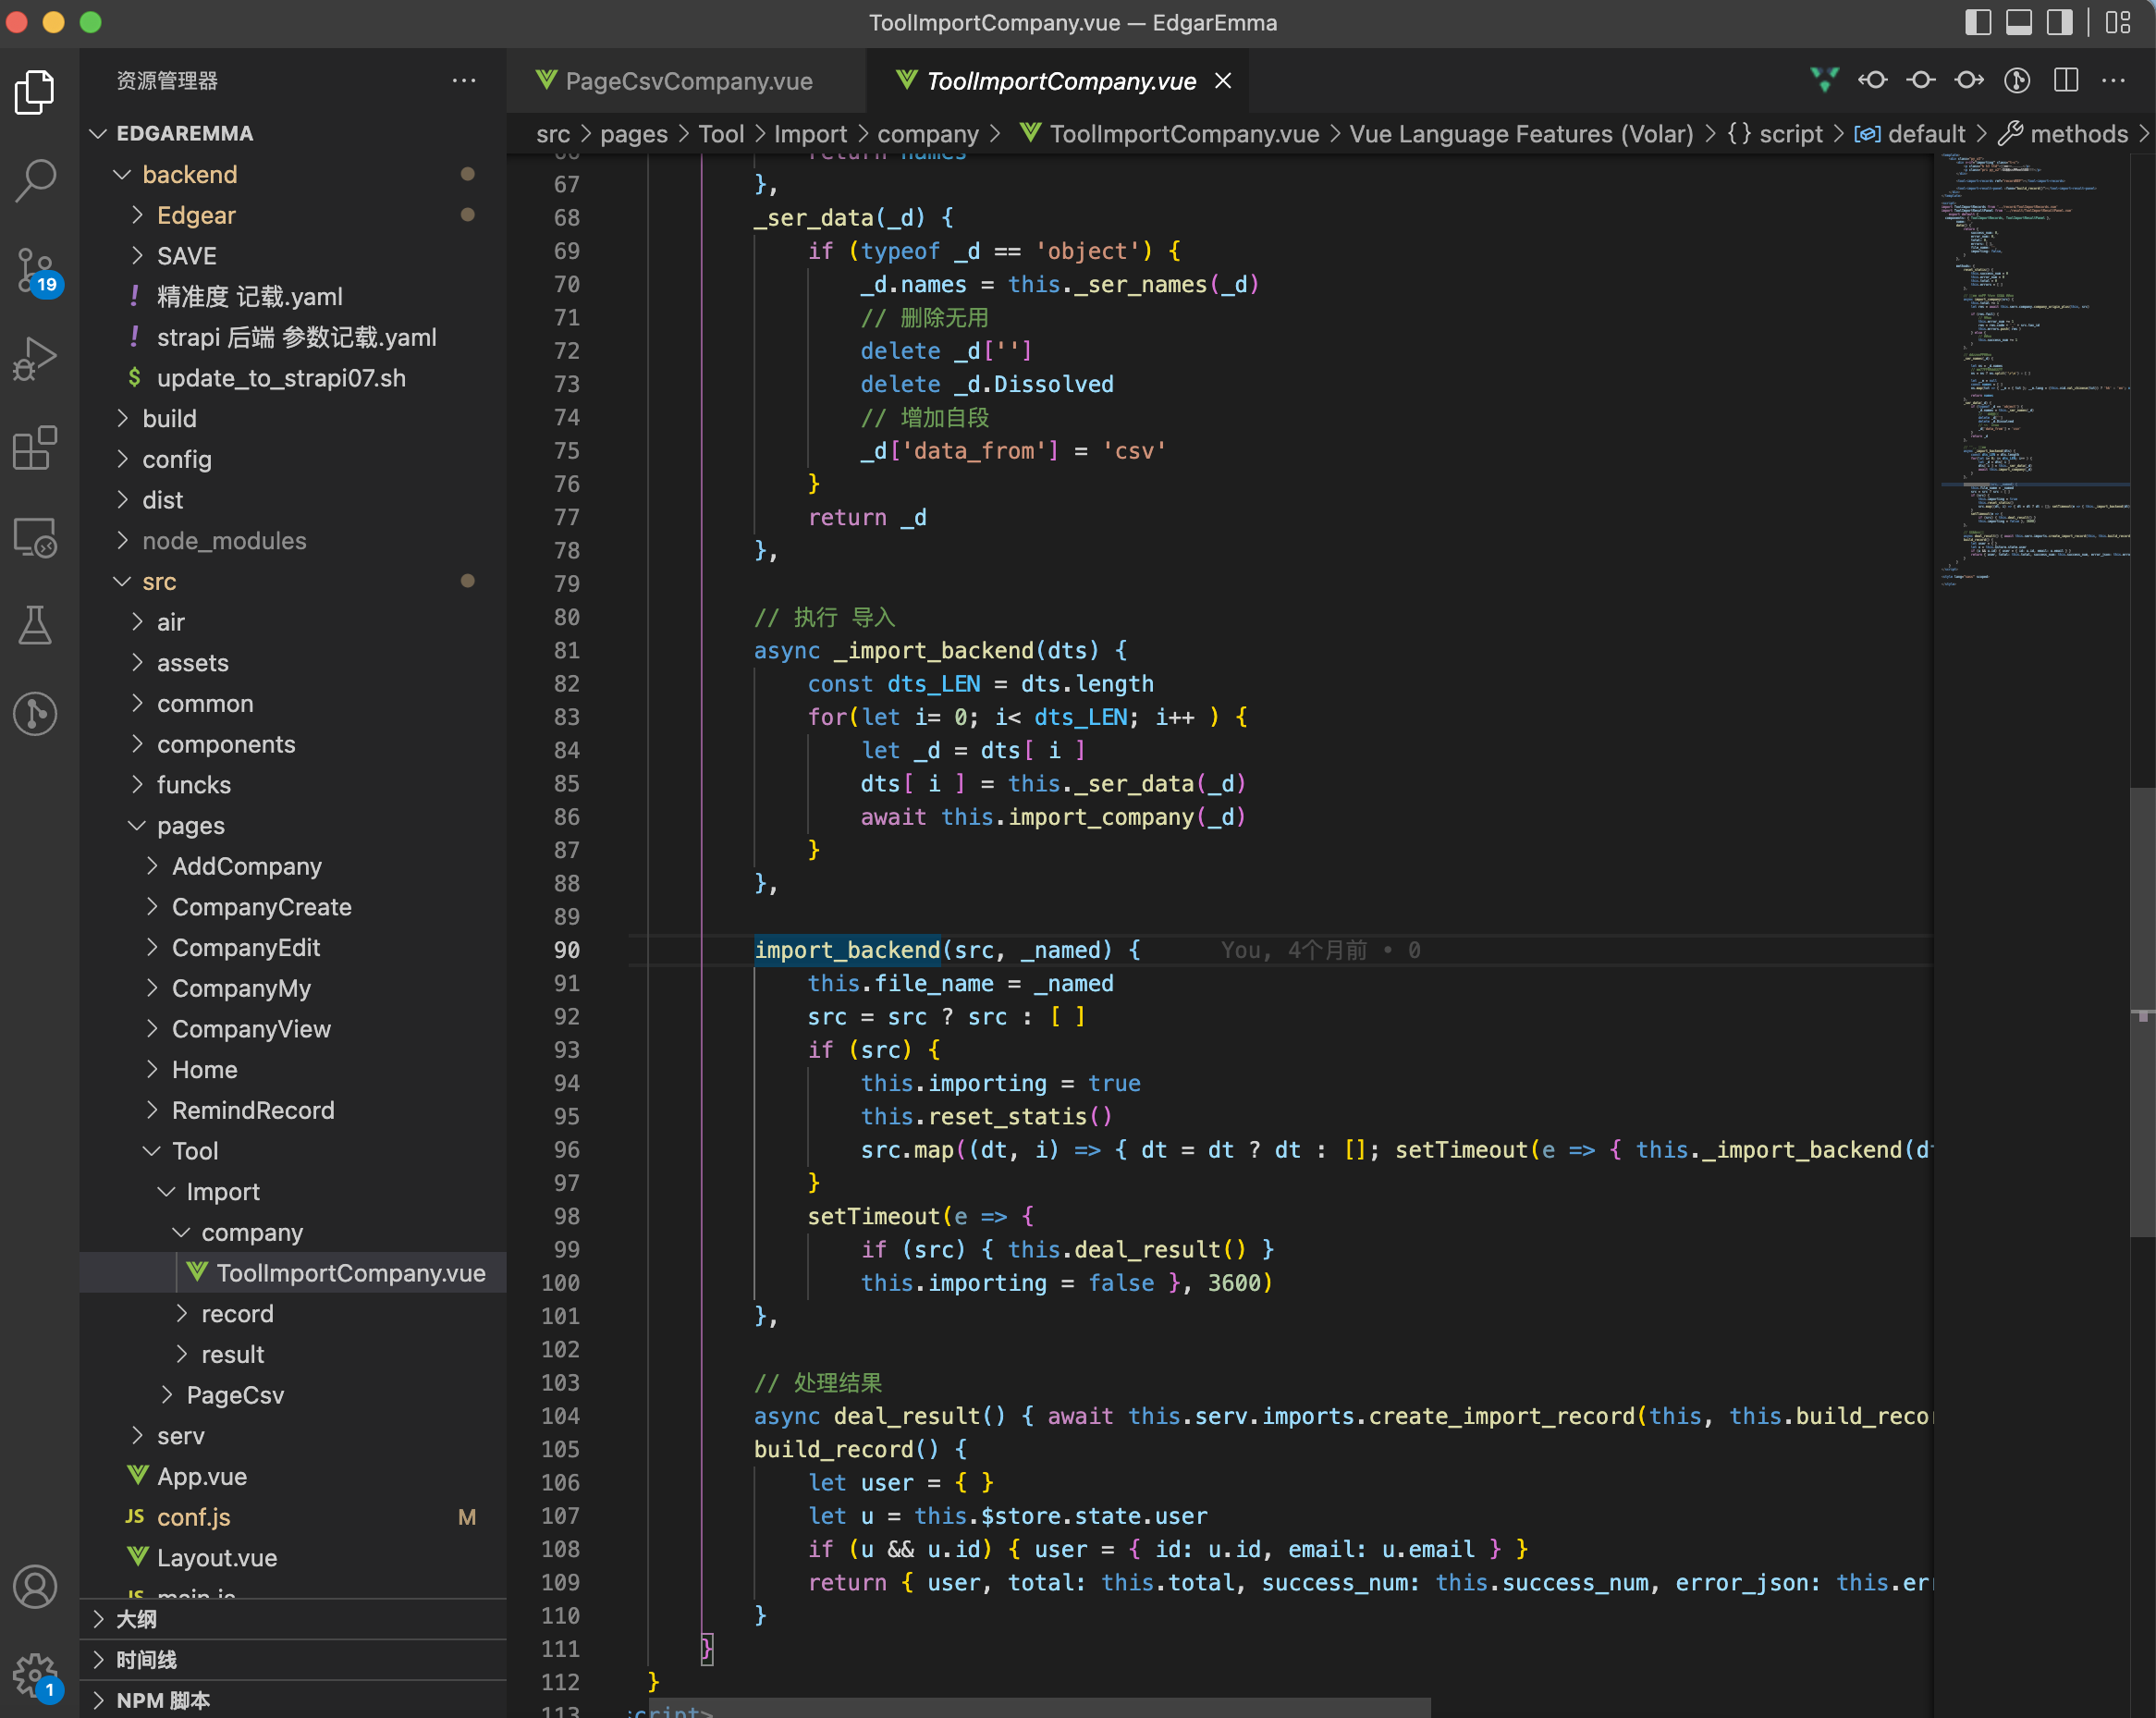 ToolImportCompany.vue — EdgarEmma
资源管理器
PageCsvCompany.vue
ToolImportCompany.vue
src > pages > Tool > Import > company > ToolImportCompany.vue > Vue Language Features (Volar) > {} script > default > methods >
EDGAREMMA
backend
Edgear
SAVE
! 精准度 记载.yaml
! strapi 后端 参数记载.yaml
$ update_to_strapi07.sh
build
config
dist
node_modules
src
air
assets
common
components
funcks
pages
AddCompany
CompanyCreate
CompanyEdit
CompanyMy
CompanyView
Home
RemindRecord
Tool
Import
company
ToolImportCompany.vue
record
result
PageCsv
serv
App.vue
JS conf.js M
Layout.vue
JS main.js
大纲
时间线
NPM 脚本
19
1
66 return names
67 },
68 _ser_data(_d) {
69 if (typeof _d == 'object') {
70 _d.names = this._ser_names(_d)
71 // 删除无用
72 delete _d['']
73 delete _d.Dissolved
74 // 增加自段
75 _d['data_from'] = 'csv'
76 }
77 return _d
78 },
79
80 // 执行 导入
81 async _import_backend(dts) {
82 const dts_LEN = dts.length
83 for(let i= 0; i< dts_LEN; i++ ) {
84 let _d = dts[ i ]
85 dts[ i ] = this._ser_data(_d)
86 await this.import_company(_d)
87 }
88 },
89
90 import_backend(src, _named) { You, 4个月前 • 0
91 this.file_name = _named
92 src = src ? src : [ ]
93 if (src) {
94 this.importing = true
95 this.reset_statis()
96 src.map((dt, i) => { dt = dt ? dt : []; setTimeout(e => { this._import_backend(dt
97 }
98 setTimeout(e => {
99 if (src) { this.deal_result() }
100 this.importing = false }, 3600)
101 },
102
103 // 处理结果
104 async deal_result() { await this.serv.imports.create_import_record(this, this.build_recor
105 build_record() {
106 let user = { }
107 let u = this.$store.state.user
108 if (u && u.id) { user = { id: u.id, email: u.email } }
109 return { user, total: this.total, success_num: this.success_num, error_json: this.err
110 }
111 }
112 }
113 script>